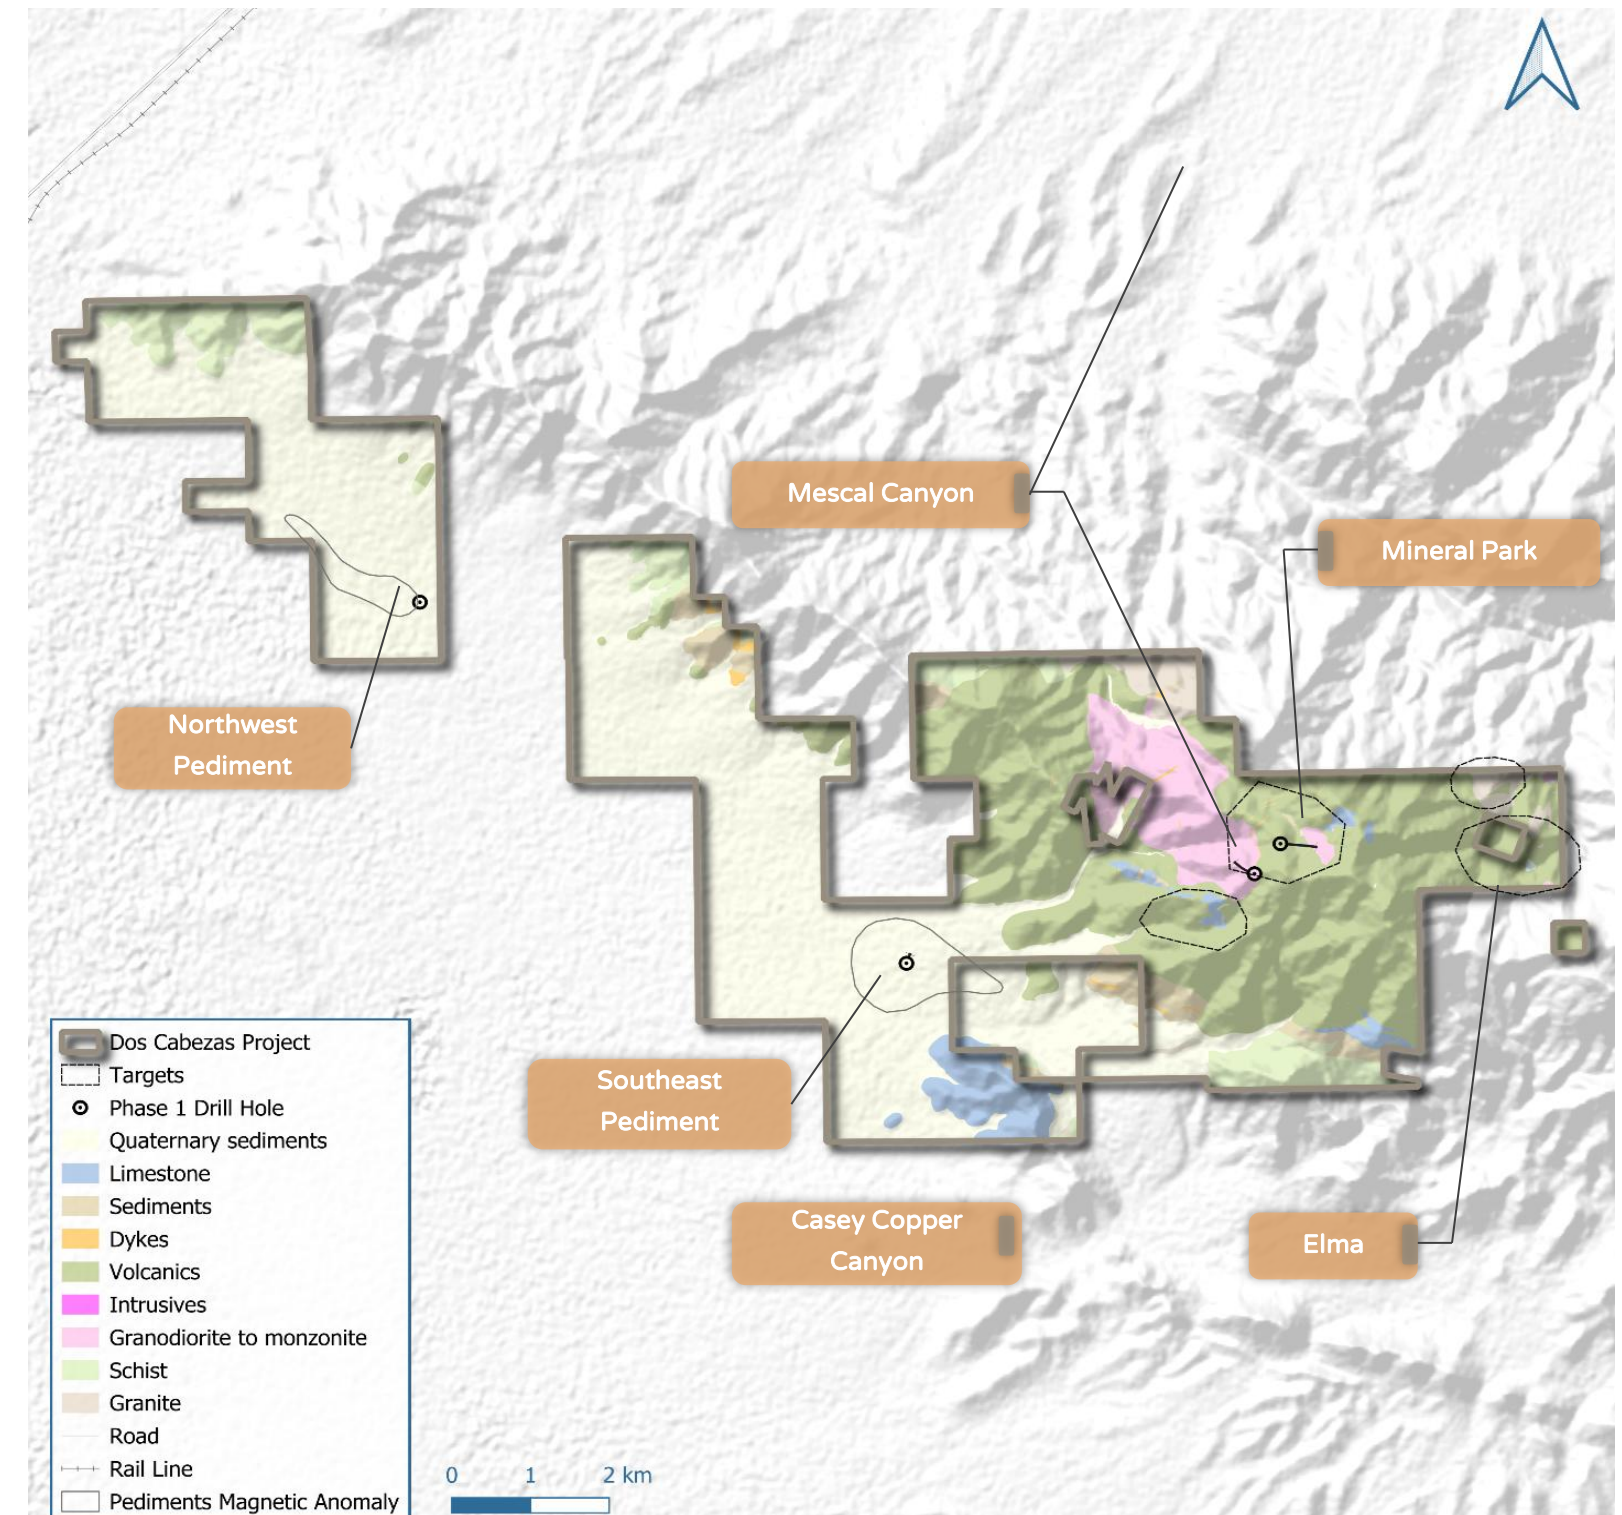 Mescal Canyon
Mineral Park
Northwest
Pediment
Southeast
Pediment
Casey Copper
Canyon
Elma
Dos Cabezas Project
Targets
Phase 1 Drill Hole
Quaternary sediments
Limestone
Sediments
Dykes
Volcanics
Intrusives
Granodiorite to monzonite
Schist
Granite
Road
Rail Line
Pediments Magnetic Anomaly
0 1 2 km